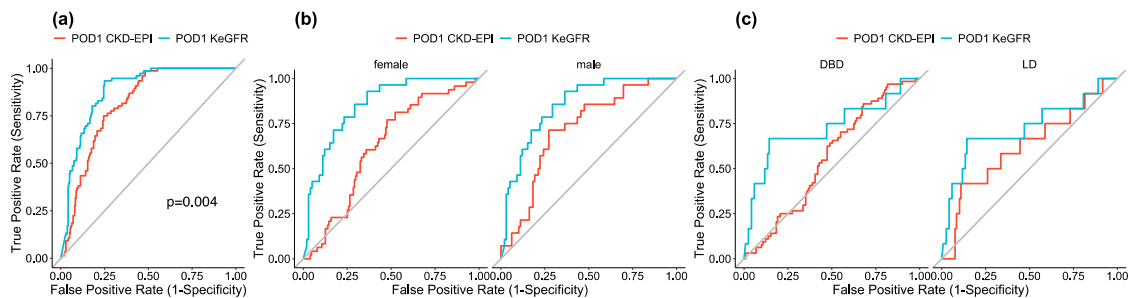 (a)
POD1 CKD-EPI POD1 KeGFR
True Positive Rate (Sensitivity)
1.00
0.75
0.50
0.25
0.00
p=0.004
0.00 0.25 0.50 0.75 1.00
False Positive Rate (1-Specificity)
(b)
POD1 CKD-EPI POD1 KeGFR
female male
True Positive Rate (Sensitivity)
1.00
0.75
0.50
0.25
0.00
0.00 0.25 0.50 0.75 1.00 0.00 0.25 0.50 0.75 1.00
False Positive Rate (1-Specificity)
(c)
POD1 CKD-EPI POD1 KeGFR
DBD LD
True Positive Rate (Sensitivity)
1.00
0.75
0.50
0.25
0.00
0.00 0.25 0.50 0.75 1.00 0.00 0.25 0.50 0.75 1.00
False Positive Rate (1-Specificity)